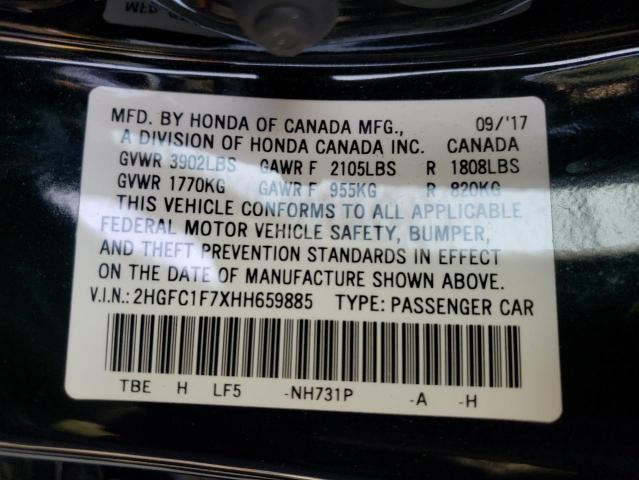 MFD. BY HONDA OF CANADA MFG., 09/'17
A DIVISION OF HONDA CANADA INC. CANADA
GVWR 3902LBS GAWR F 2105LBS R 1808LBS
GVWR 1770KG GAWR F 955KG R 820KG
THIS VEHICLE CONFORMS TO ALL APPLICABLE
FEDERAL MOTOR VEHICLE SAFETY, BUMPER,
AND THEFT PREVENTION STANDARDS IN EFFECT
ON THE DATE OF MANUFACTURE SHOWN ABOVE.
V.I.N.: 2HGFC1F7XHH659885 TYPE: PASSENGER CAR
TBE H LF5 -NH731P -A -H